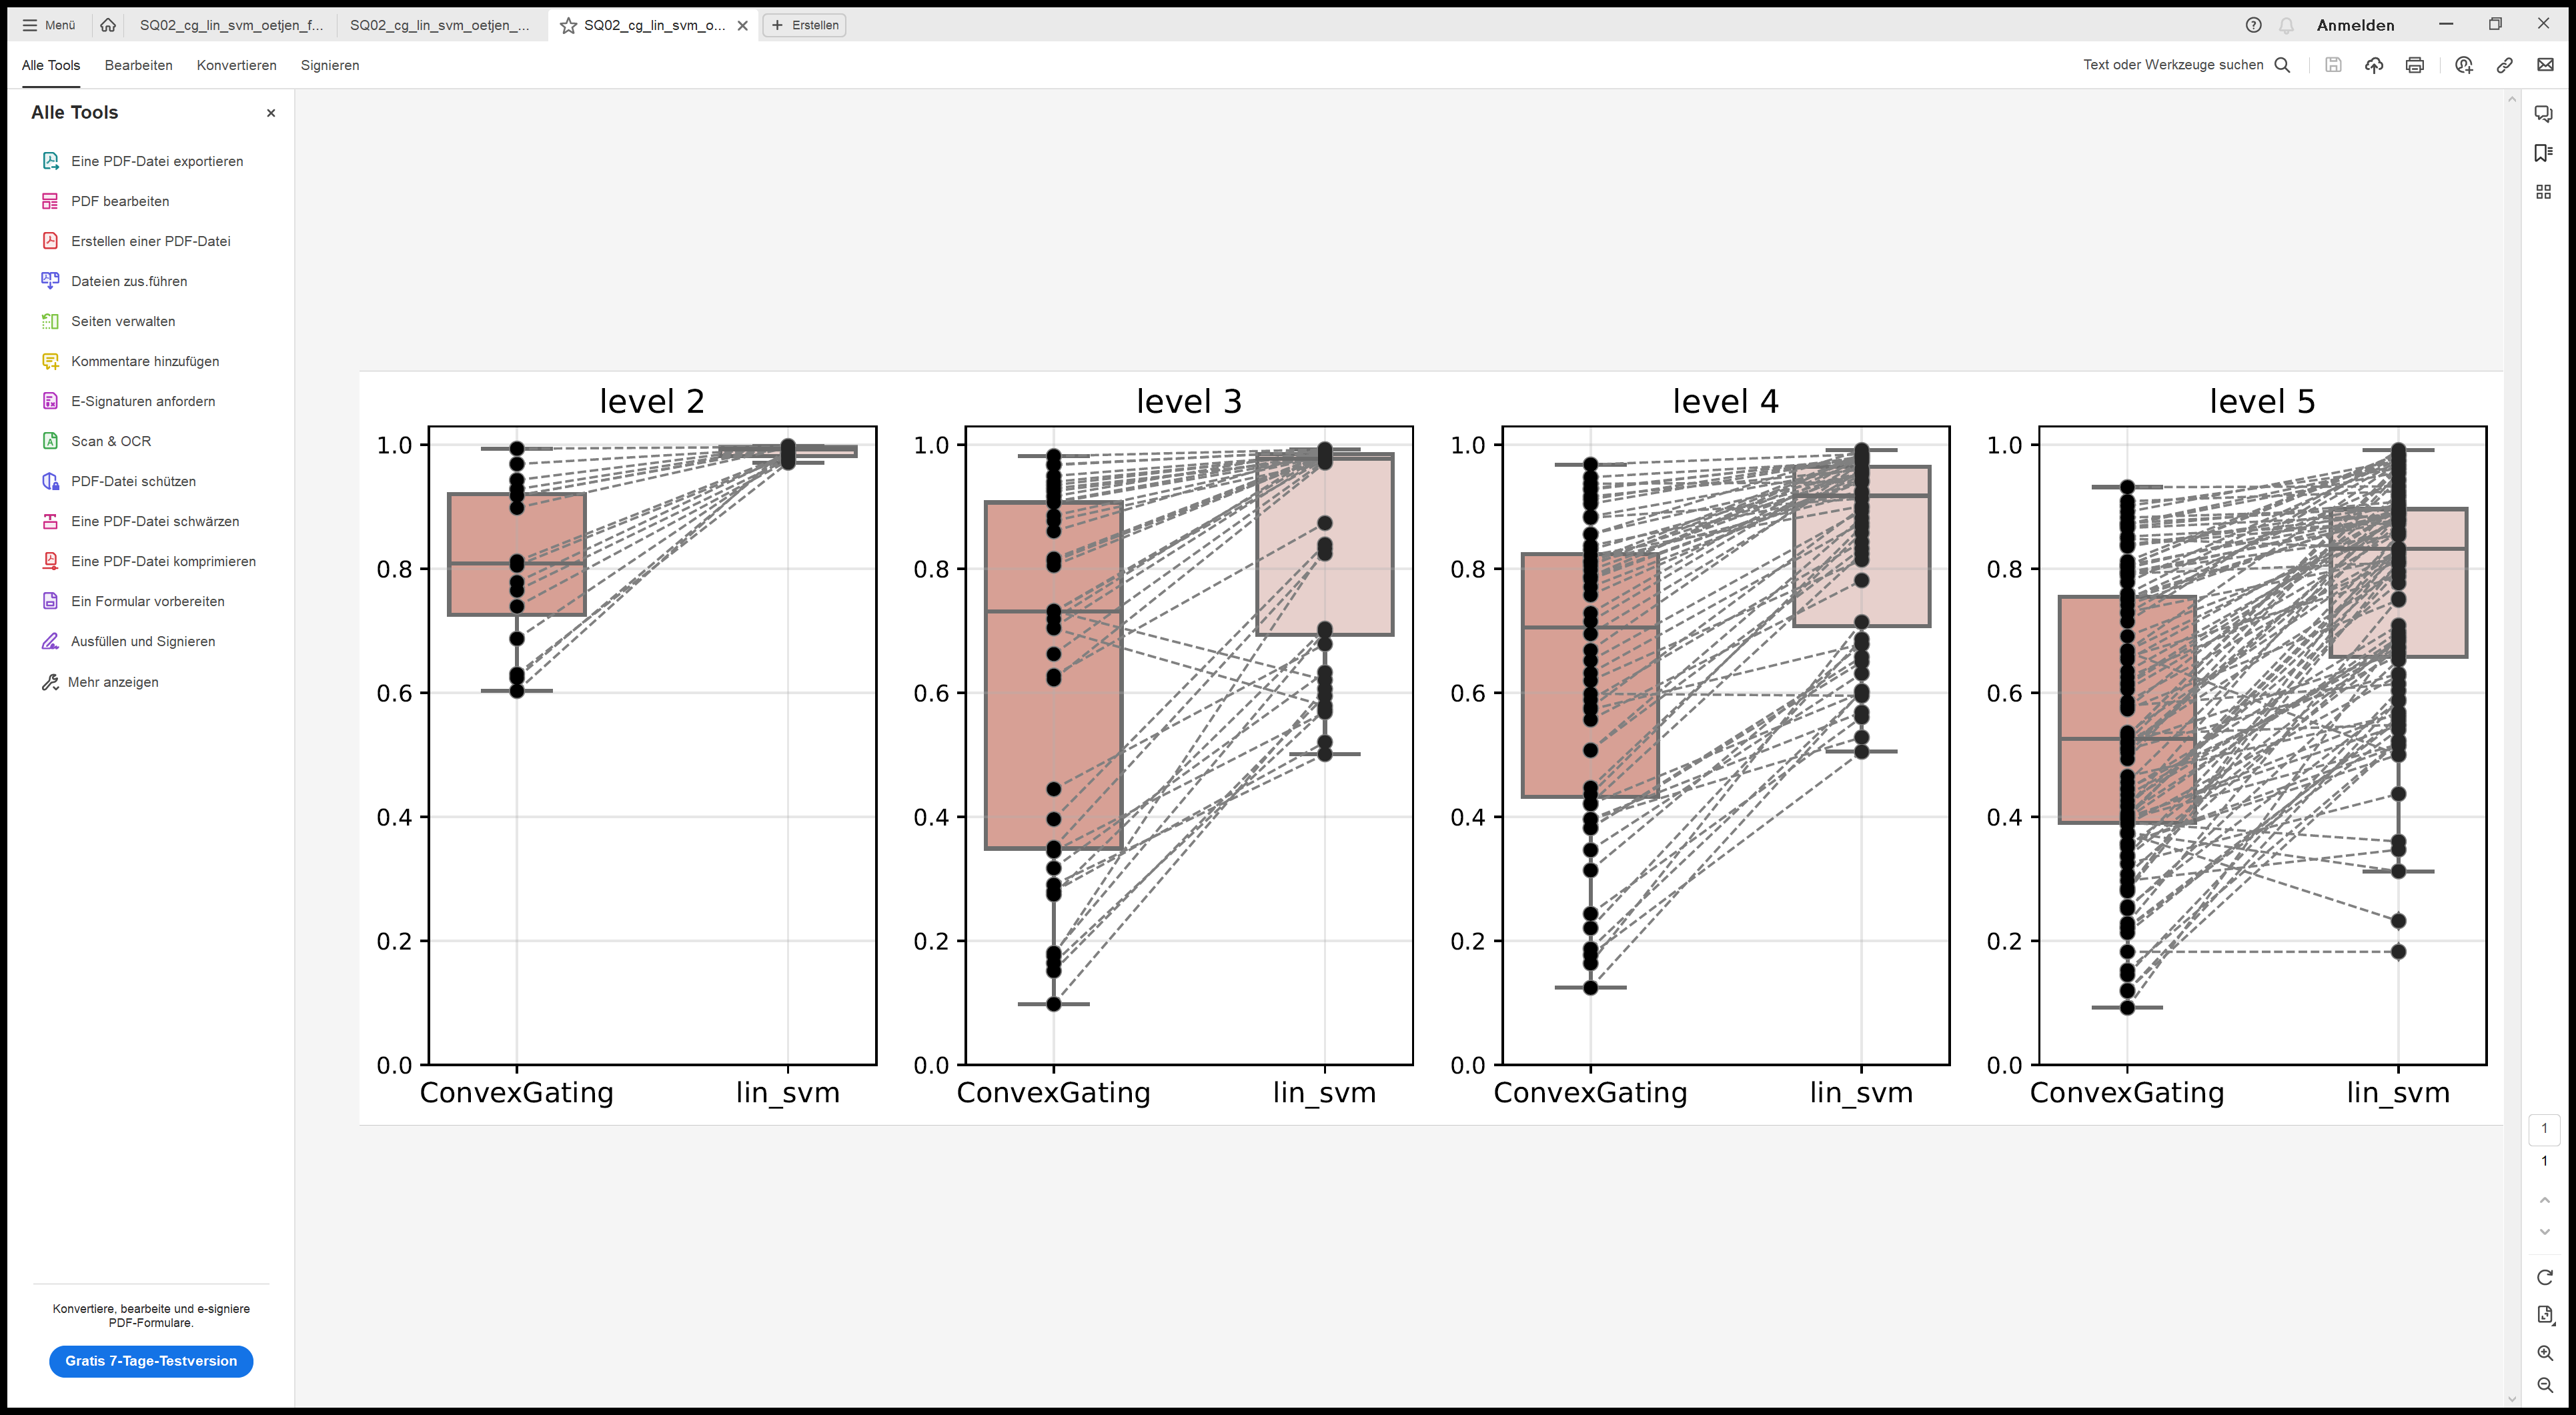 Menü
SQ02_cg_lin_svm_oetjen_f...
SQ02_cg_lin_svm_oetjen_...
SQ02_cg_lin_svm_o...
Erstellen
Anmelden
Alle Tools
Bearbeiten
Konvertieren
Signieren
Text oder Werkzeuge suchen
Alle Tools
Eine PDF-Datei exportieren
PDF bearbeiten
Erstellen einer PDF-Datei
Dateien zus.führen
Seiten verwalten
Kommentare hinzufügen
E-Signaturen anfordern
Scan & OCR
PDF-Datei schützen
Eine PDF-Datei schwärzen
Eine PDF-Datei komprimieren
Ein Formular vorbereiten
Ausfüllen und Signieren
Mehr anzeigen
Konvertiere, bearbeite und e-signiere
PDF-Formulare.
Gratis 7-Tage-Testversion
level 2
1.0
0.8
0.6
0.4
0.2
0.0
ConvexGating
lin_svm
level 3
1.0
0.8
0.6
0.4
0.2
0.0
ConvexGating
lin_svm
level 4
1.0
0.8
0.6
0.4
0.2
0.0
ConvexGating
lin_svm
level 5
1.0
0.8
0.6
0.4
0.2
0.0
ConvexGating
lin_svm
1
1